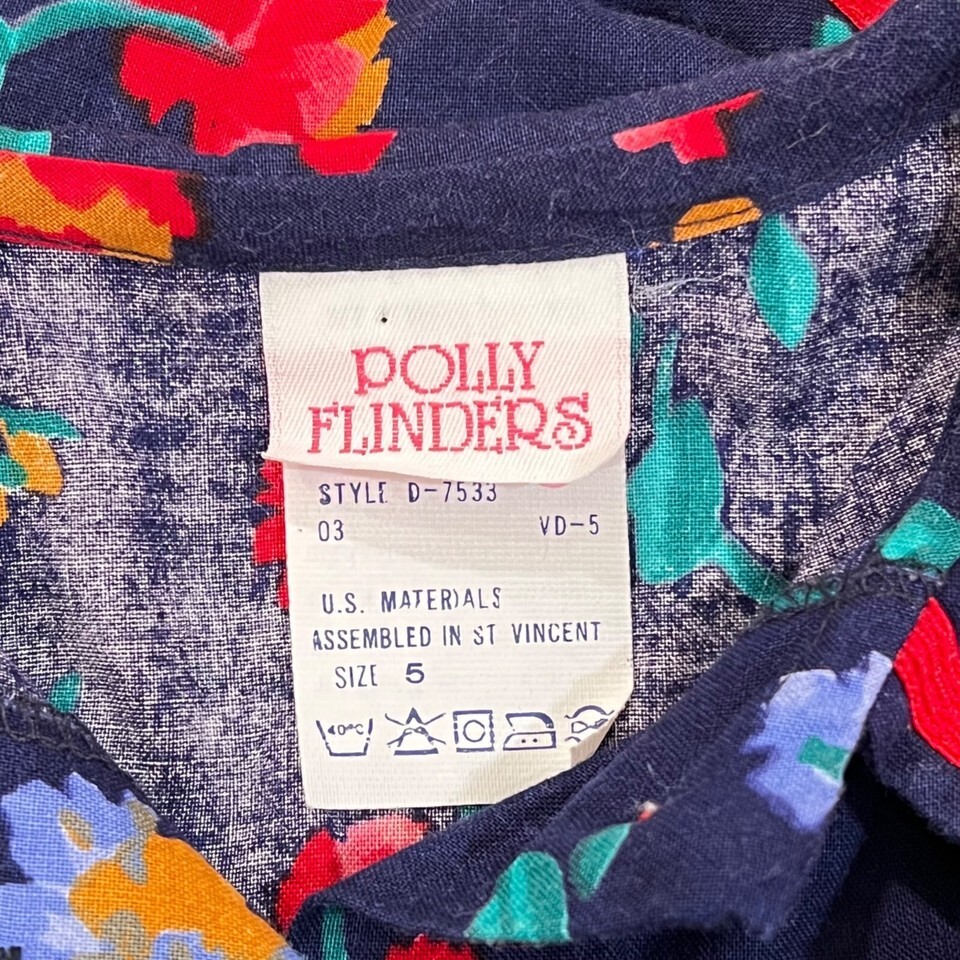 POLLY
FLINDERS
STYLE D-7533
03 VD-5
U.S. MATERIALS
ASSEMBLED IN ST VINCENT
SIZE 5
40°C